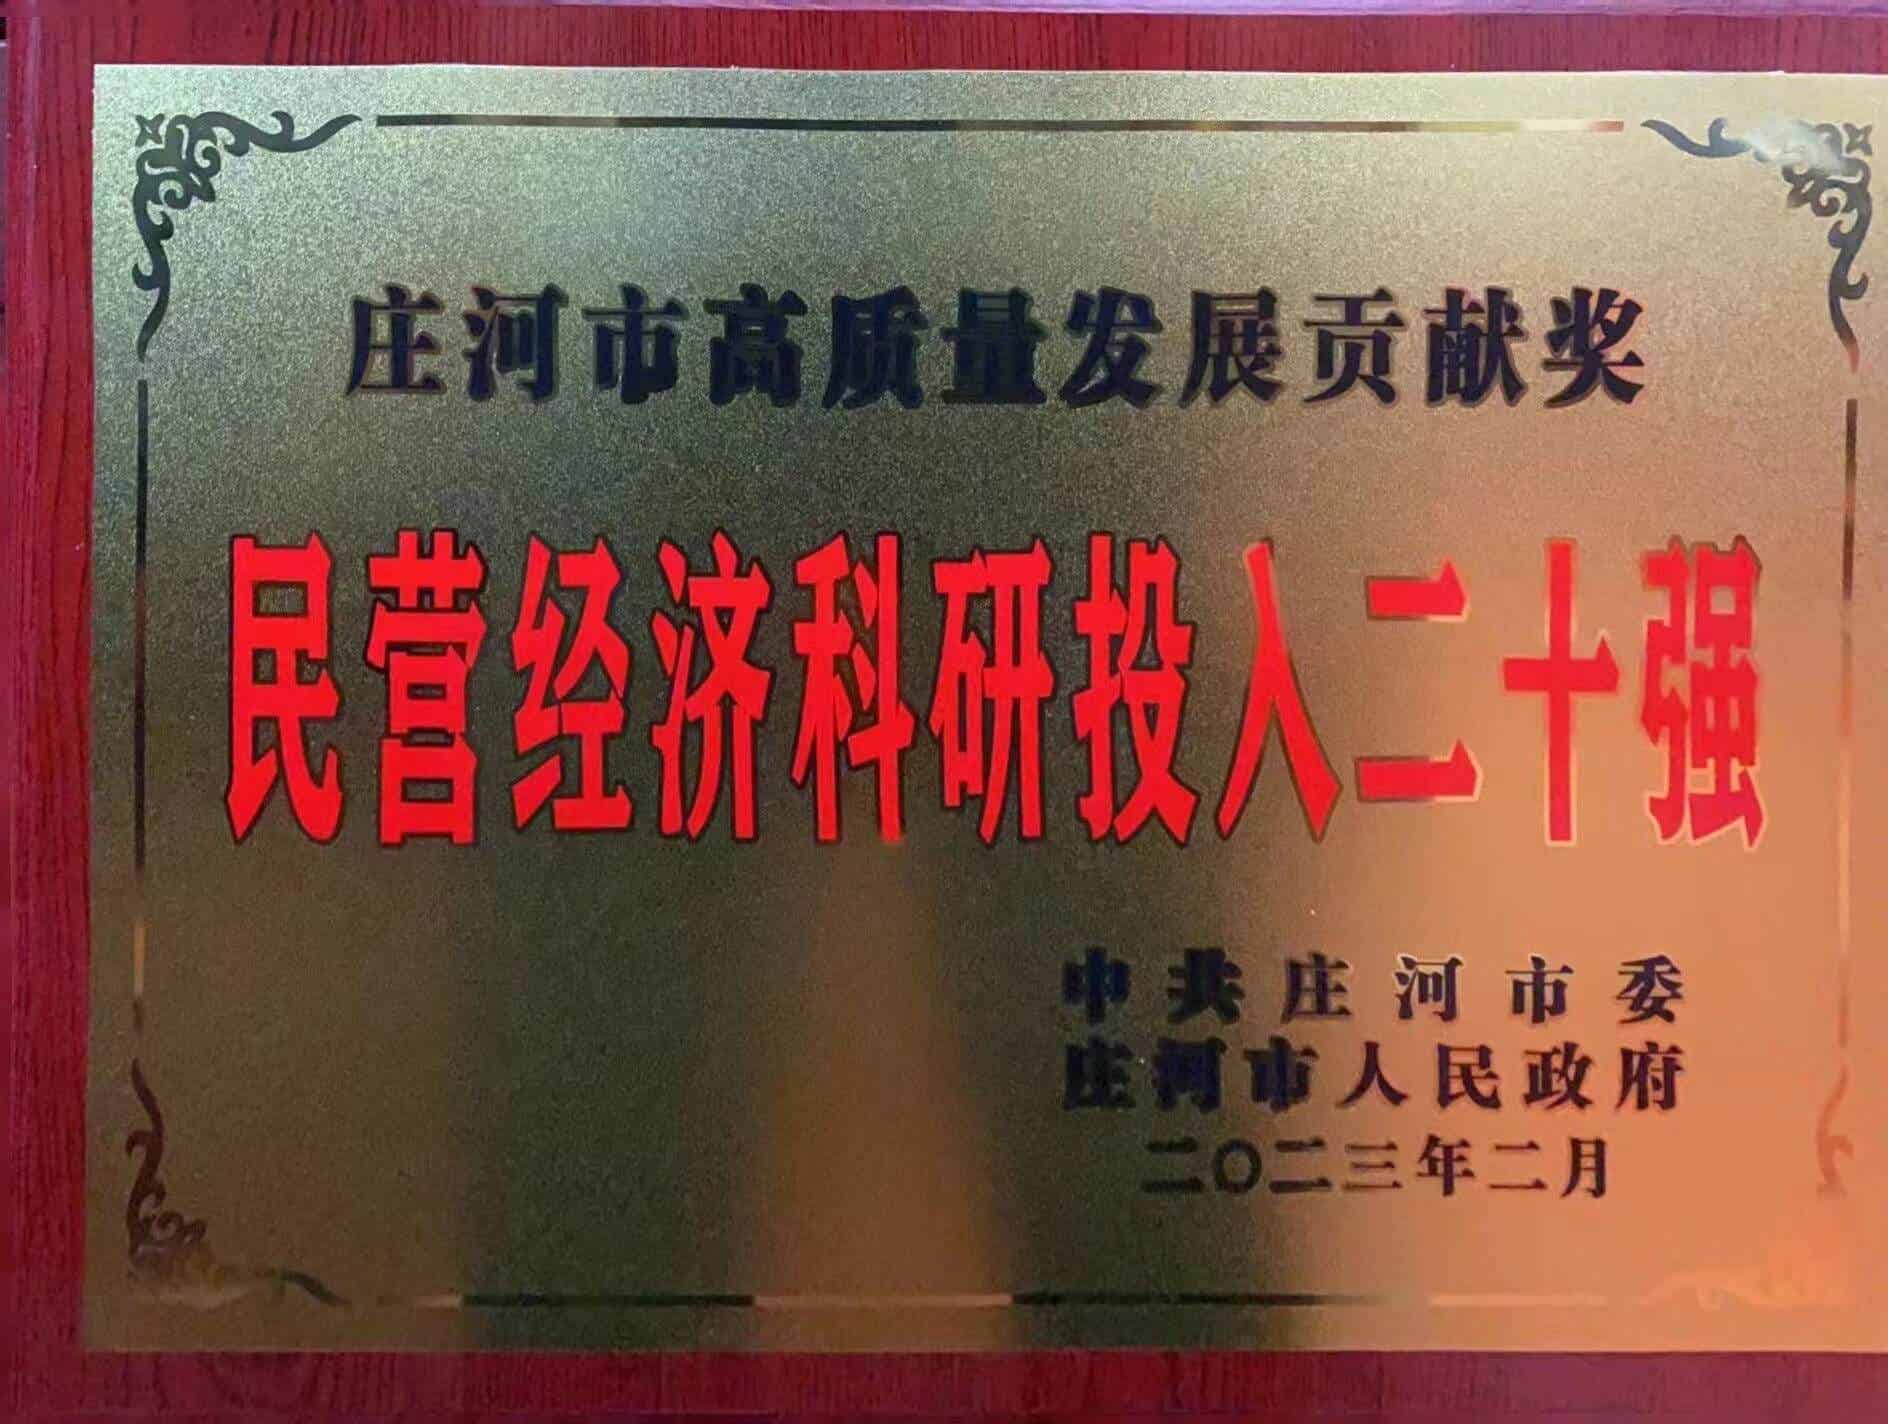 庄河市高质量发展贡献奖
民营经济科研投入二十强
中共庄河市委
庄河市人民政府
二〇二三年二月